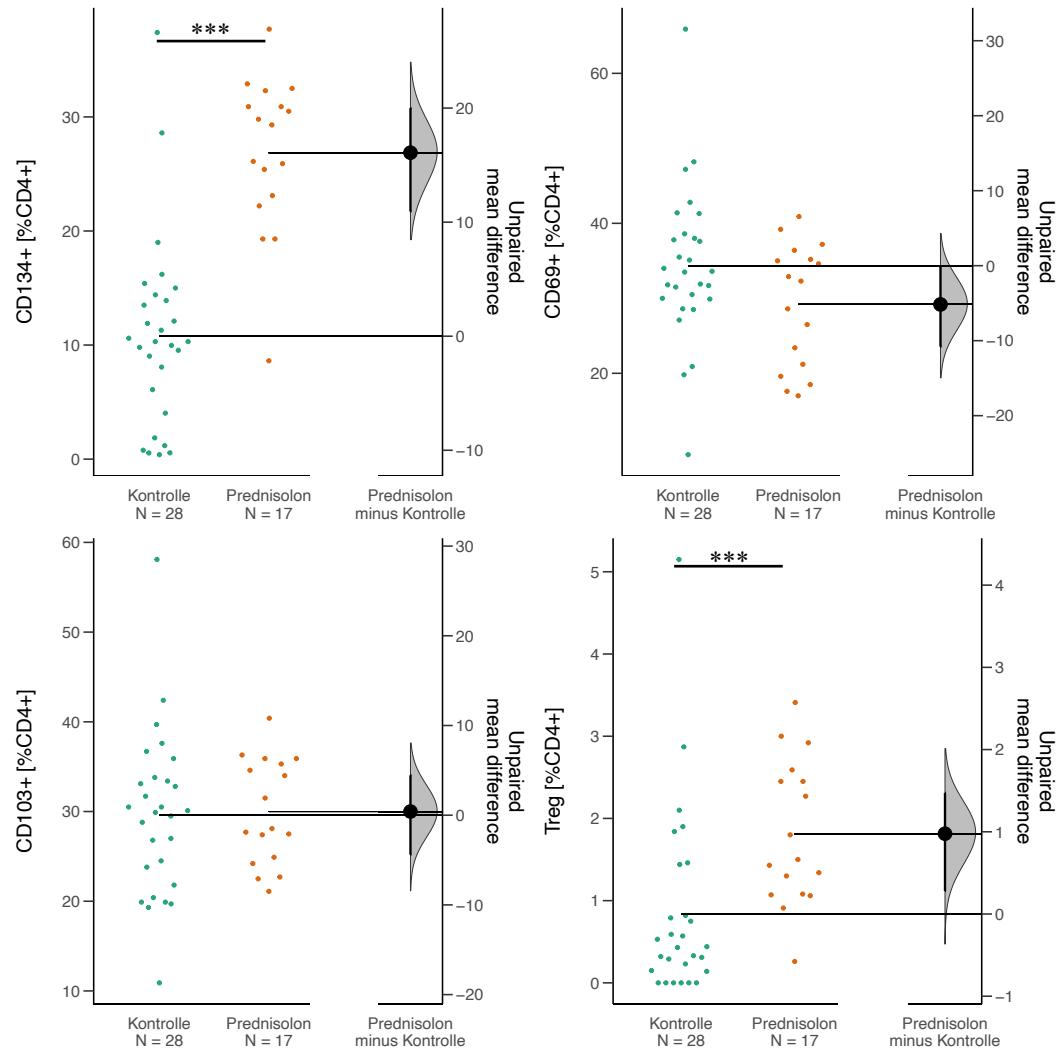 ***
CD134+ [%CD4+]
30
20
10
0
20
10
0
−10
Unpaired
mean difference
Kontrolle
N = 28
Prednisolon
N = 17
Prednisolon
minus Kontrolle
CD69+ [%CD4+]
60
40
20
30
20
10
0
−10
−20
Unpaired
mean difference
Kontrolle
N = 28
Prednisolon
N = 17
Prednisolon
minus Kontrolle
CD103+ [%CD4+]
60
50
40
30
20
10
30
20
10
0
−10
−20
Unpaired
mean difference
Kontrolle
N = 28
Prednisolon
N = 17
Prednisolon
minus Kontrolle
***
Treg [%CD4+]
5
4
3
2
1
0
4
3
2
1
0
−1
Unpaired
mean difference
Kontrolle
N = 28
Prednisolon
N = 17
Prednisolon
minus Kontrolle